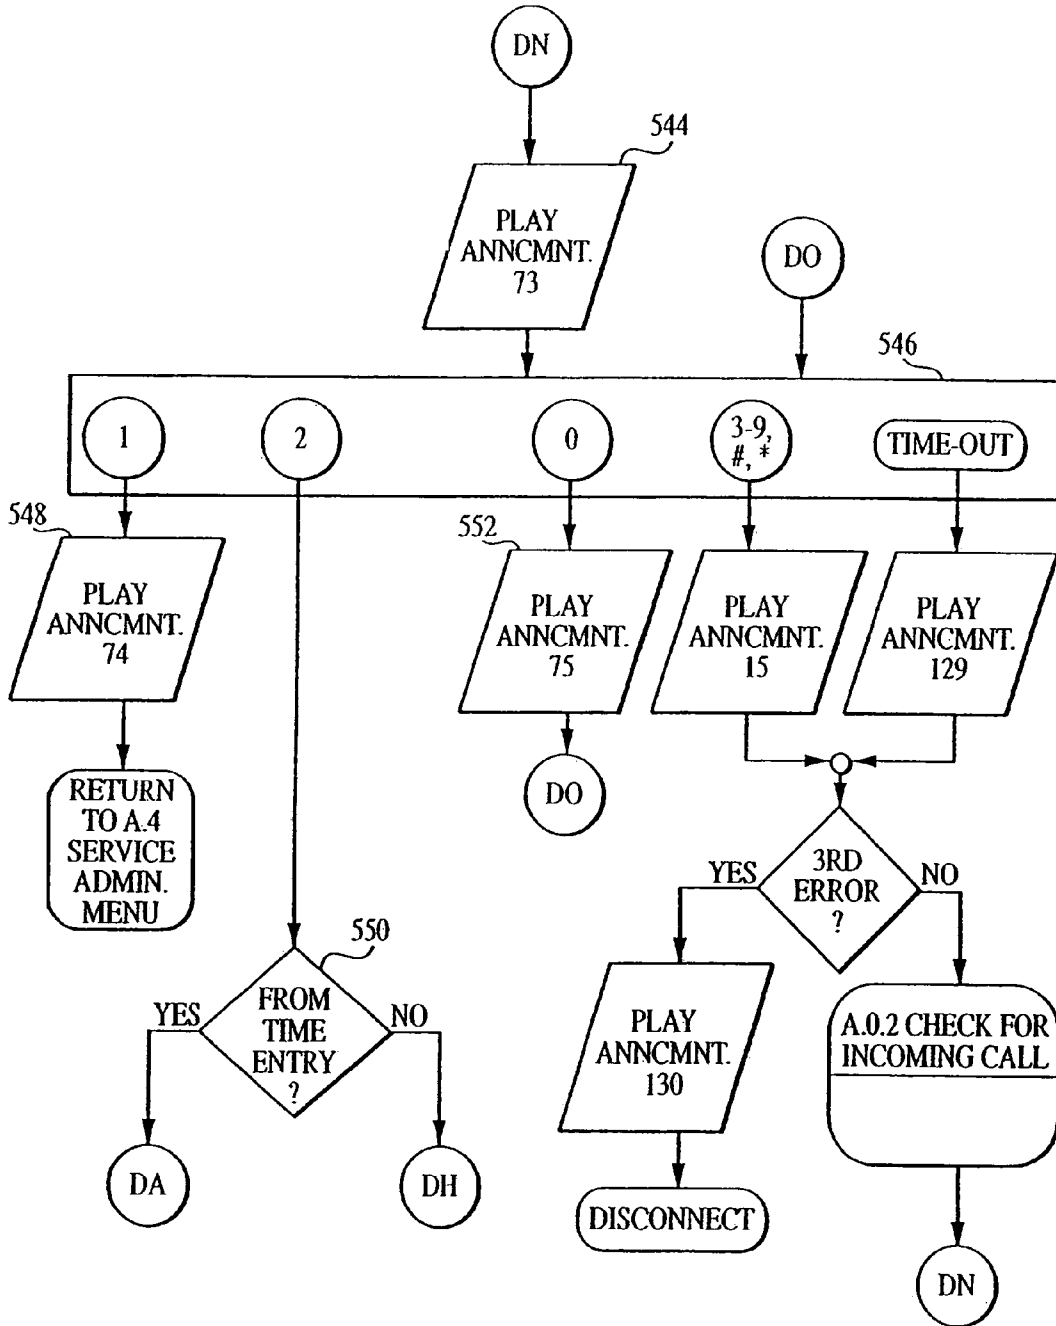 DN
544
PLAY
ANNCMNT.
73
DO
546
1
2
0
3-9,
#, *
TIME-OUT
548
PLAY
ANNCMNT.
74
552
PLAY
ANNCMNT.
75
PLAY
ANNCMNT.
15
PLAY
ANNCMNT.
129
RETURN
TO A.4
SERVICE
ADMIN.
MENU
DO
3RD
ERROR
?
YES
NO
550
FROM
TIME
ENTRY
?
YES
NO
PLAY
ANNCMNT.
130
A.0.2 CHECK FOR
INCOMING CALL
DA
DH
DISCONNECT
DN